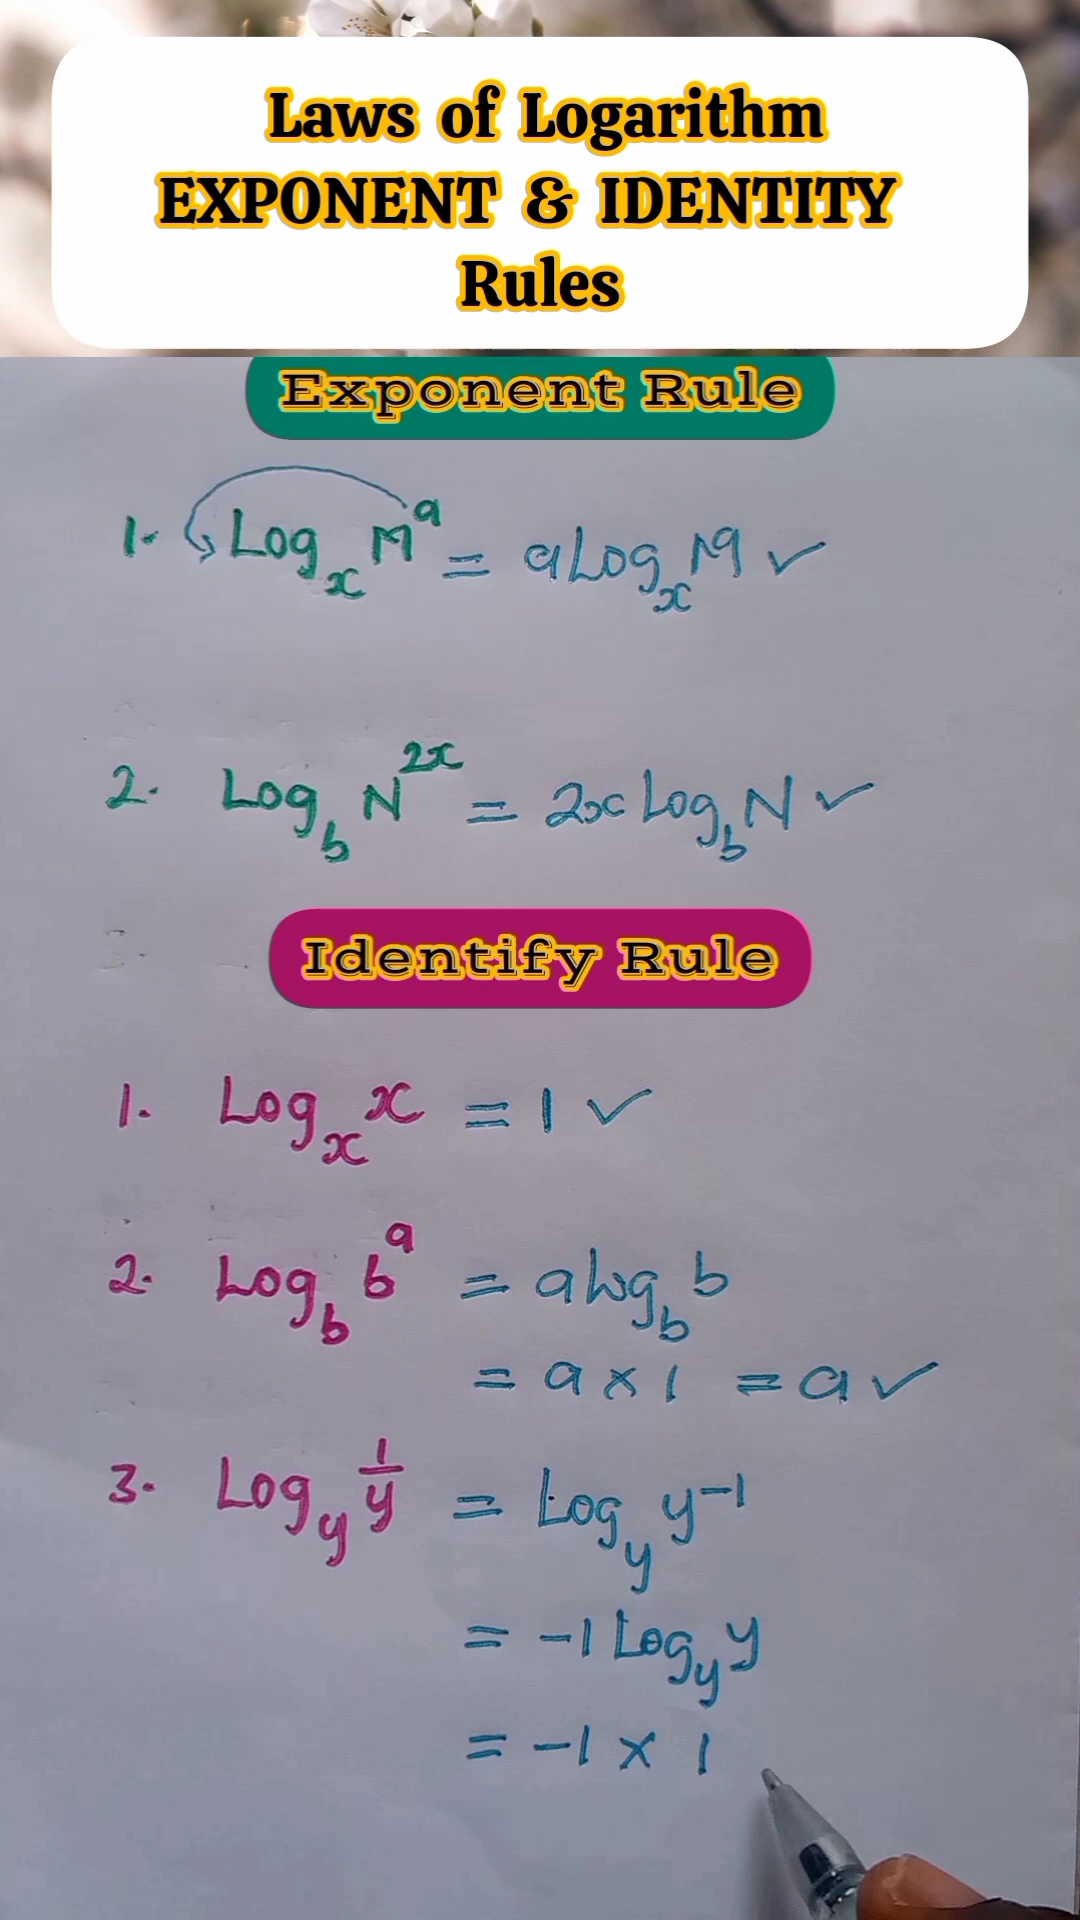 Laws of Logarithm
EXPONENT & IDENTITY
Rules
Exponent Rule
1. Log_x M^a = aLog_x M ✓
2. Log_b N^2x = 2x Log_b N ✓
Identify Rule
1. Log_x x = 1 ✓
2. Log_b b^a = alog_b b
= a × 1 = a ✓
3. Log_y 1/y = Log_y y^-1
= -1 Log_y y
= -1 × 1